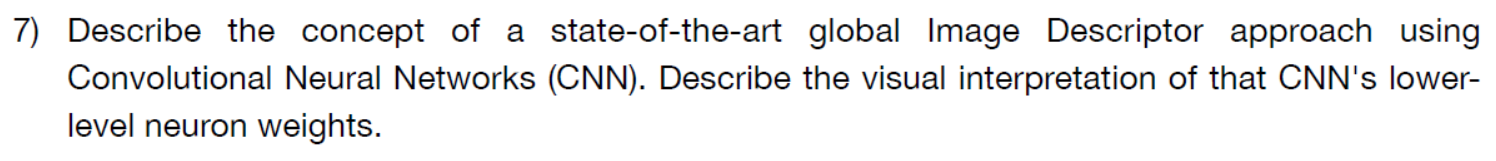 7) Describe the concept of a state-of-the-art global Image Descriptor approach using
Convolutional Neural Networks (CNN). Describe the visual interpretation of that CNN's lower-
level neuron weights.